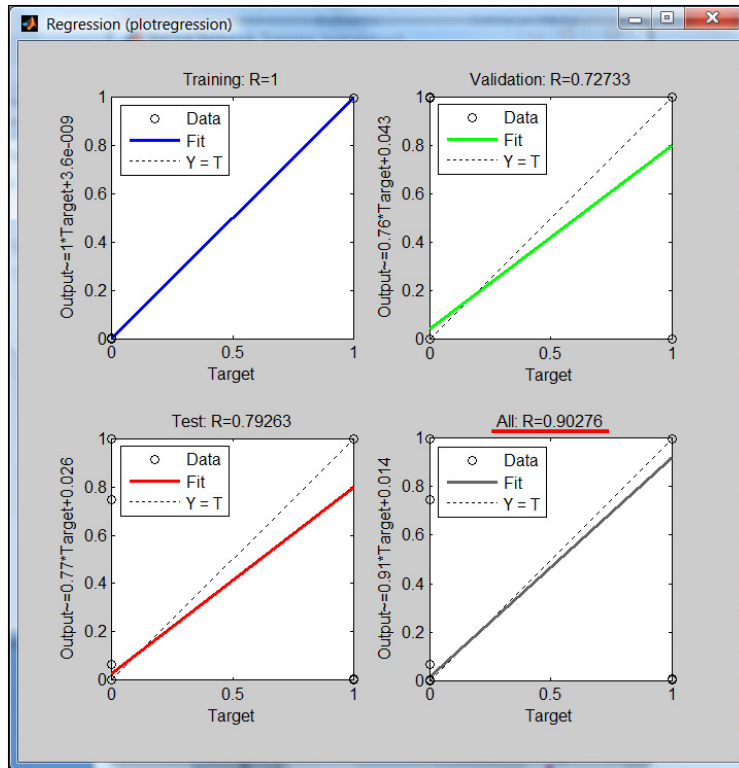 Regression (plotregression)
Training: R=1
Output~=1*Target+3.6e-009
1
0.8
0.6
0.4
0.2
0
Data
Fit
Y = T
0
0.5
1
Target
Validation: R=0.72733
Output~=0.76*Target+0.043
1
0.8
0.6
0.4
0.2
0
Data
Fit
Y = T
0
0.5
1
Target
Test: R=0.79263
Output~=0.77*Target+0.026
1
0.8
0.6
0.4
0.2
0
Data
Fit
Y = T
0
0.5
1
Target
All: R=0.90276
Output~=0.91*Target+0.014
1
0.8
0.6
0.4
0.2
0
Data
Fit
Y = T
0
0.5
1
Target